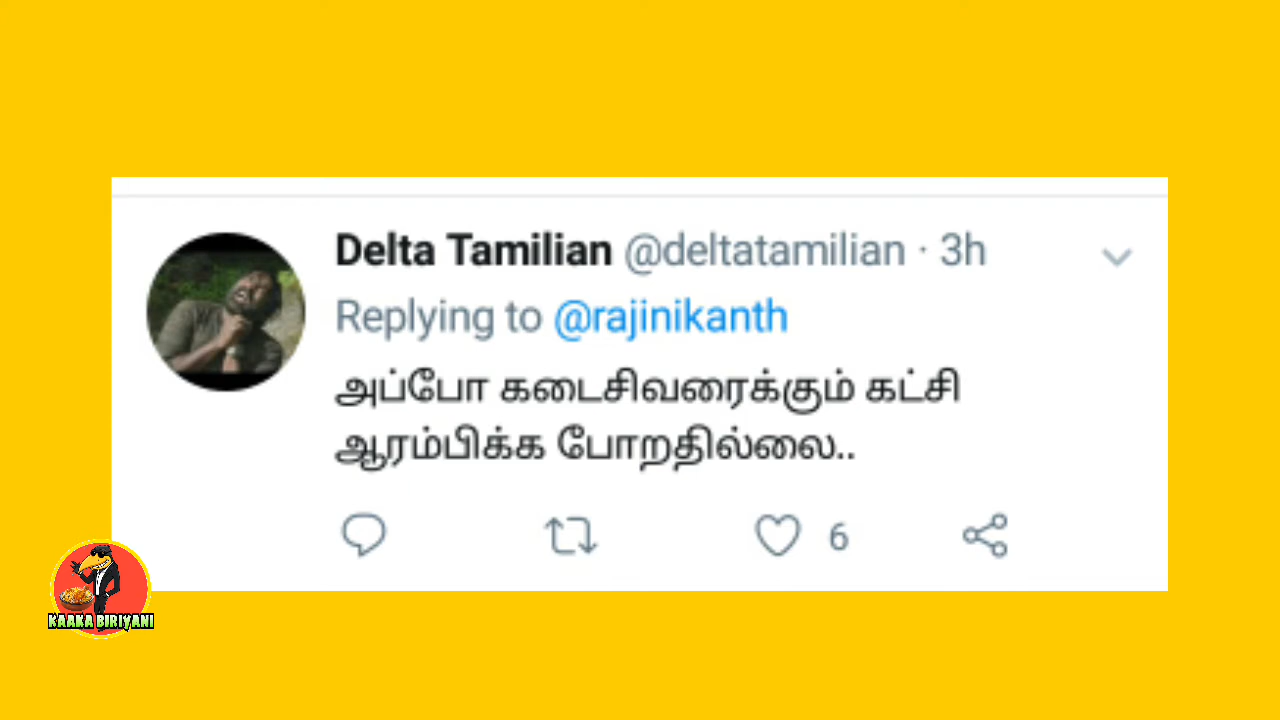 Delta Tamilian @deltatamilian · 3h
Replying to @rajinikanth
அப்போ கடைசிவரைக்கும் கட்சி
ஆரம்பிக்க போறதில்லை..
6
KAAKA BIRIYANI